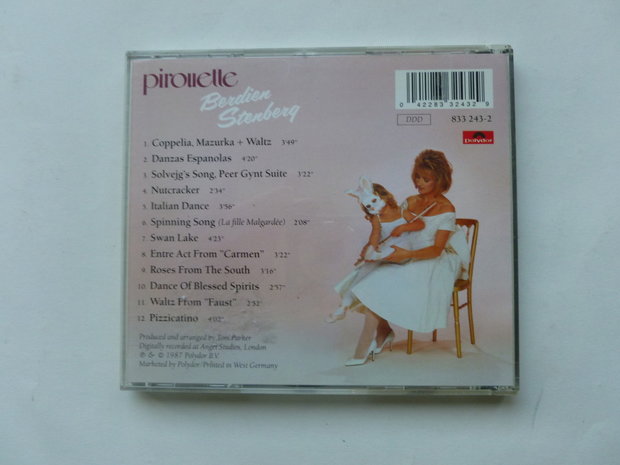 pirouette
Berdien
Stenberg
0 42283 32432 9
DDD 833 243-2
Polydor
1. Coppelia, Mazurka + Waltz 3'49"
2. Danzas Espanolas 4'20"
3. Solvejg's Song, Peer Gynt Suite 3'22"
4. Nutcracker 2'34"
5. Italian Dance 3'56"
6. Spinning Song (La fille Malgardée) 2'08"
7. Swan Lake 4'23"
8. Entre Act From "Carmen" 3'22"
9. Roses From The South 3'16"
10. Dance Of Blessed Spirits 2'57"
11. Waltz From "Faust" 2'52"
12. Pizzicatino 4'02"
Produced and arranged by Tom Parker
Digitally recorded at Angel Studios, London
℗ & © 1987 Polydor B.V.
Marketed by Polydor/Printed in West Germany